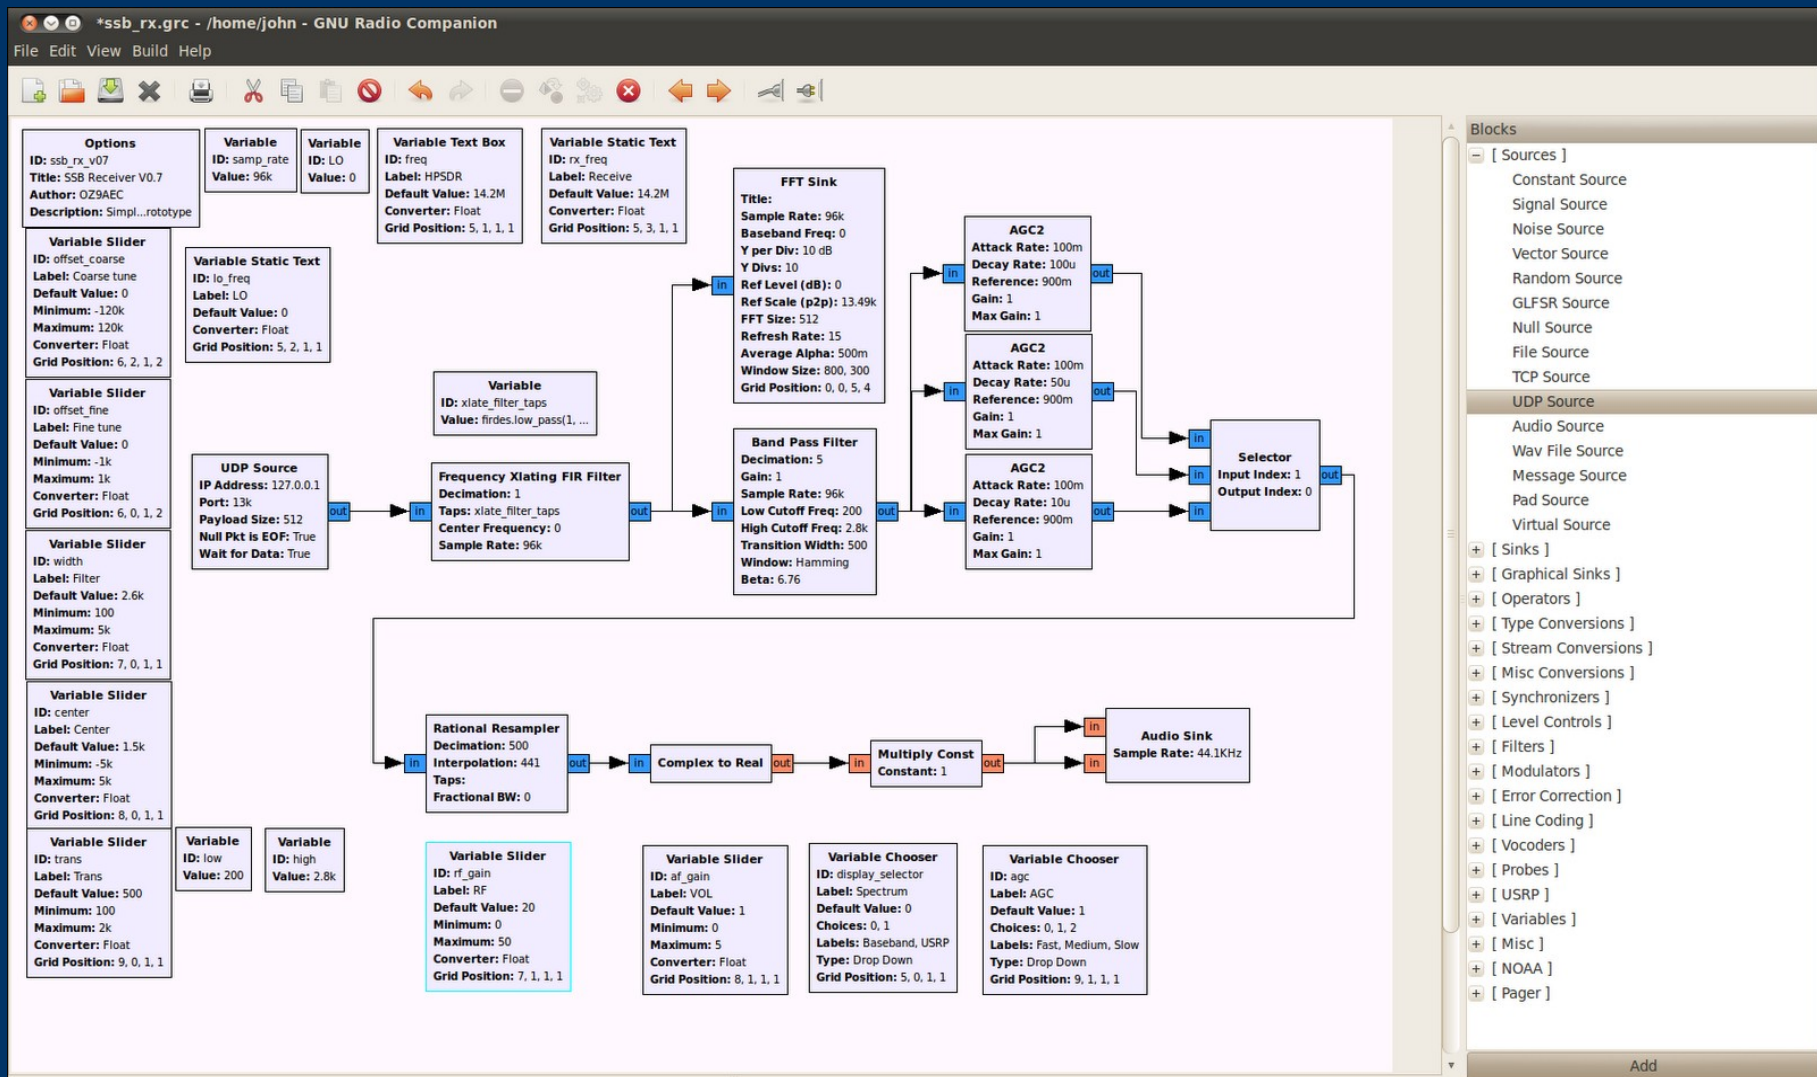 *ssb_rx.grc - /home/john - GNU Radio Companion
File Edit View Build Help
Options
ID: ssb_rx_v07
Title: SSB Receiver V0.7
Author: OZ9AEC
Description: Simpl...rototype
Variable
ID: samp_rate
Value: 96k
Variable
ID: LO
Value: 0
Variable Text Box
ID: freq
Label: HPSDR
Default Value: 14.2M
Converter: Float
Grid Position: 5, 1, 1, 1
Variable Static Text
ID: rx_freq
Label: Receive
Default Value: 14.2M
Converter: Float
Grid Position: 5, 3, 1, 1
Variable Slider
ID: offset_coarse
Label: Coarse tune
Default Value: 0
Minimum: -120k
Maximum: 120k
Converter: Float
Grid Position: 6, 2, 1, 2
Variable Static Text
ID: lo_freq
Label: LO
Default Value: 0
Converter: Float
Grid Position: 5, 2, 1, 1
Variable Slider
ID: offset_fine
Label: Fine tune
Default Value: 0
Minimum: -1k
Maximum: 1k
Converter: Float
Grid Position: 6, 0, 1, 2
Variable Slider
ID: width
Label: Filter
Default Value: 2.6k
Minimum: 100
Maximum: 5k
Converter: Float
Grid Position: 7, 0, 1, 1
Variable Slider
ID: center
Label: Center
Default Value: 1.5k
Minimum: -5k
Maximum: 5k
Converter: Float
Grid Position: 8, 0, 1, 1
Variable Slider
ID: trans
Label: Trans
Default Value: 500
Minimum: 100
Maximum: 2k
Converter: Float
Grid Position: 9, 0, 1, 1
Variable
ID: low
Value: 200
Variable
ID: high
Value: 2.8k
Variable
ID: xlate_filter_taps
Value: firdes.low_pass(1, ...
UDP Source
IP Address: 127.0.0.1
Port: 13k
Payload Size: 512
Null Pkt is EOF: True
Wait for Data: True
out
in
Frequency Xlating FIR Filter
Decimation: 1
Taps: xlate_filter_taps
Center Frequency: 0
Sample Rate: 96k
out
in
FFT Sink
Title:
Sample Rate: 96k
Baseband Freq: 0
Y per Div: 10 dB
Y Divs: 10
Ref Level (dB): 0
Ref Scale (p2p): 13.49k
FFT Size: 512
Refresh Rate: 15
Average Alpha: 500m
Window Size: 800, 300
Grid Position: 0, 0, 5, 4
in
Band Pass Filter
Decimation: 5
Gain: 1
Sample Rate: 96k
Low Cutoff Freq: 200
High Cutoff Freq: 2.8k
Transition Width: 500
Window: Hamming
Beta: 6.76
out
in
AGC2
Attack Rate: 100m
Decay Rate: 100u
Reference: 900m
Gain: 1
Max Gain: 1
out
in
AGC2
Attack Rate: 100m
Decay Rate: 50u
Reference: 900m
Gain: 1
Max Gain: 1
out
in
AGC2
Attack Rate: 100m
Decay Rate: 10u
Reference: 900m
Gain: 1
Max Gain: 1
out
in
in
in
Selector
Input Index: 1
Output Index: 0
out
in
Rational Resampler
Decimation: 500
Interpolation: 441
Taps:
Fractional BW: 0
out
in
Complex to Real
out
in
Multiply Const
Constant: 1
out
in
in
Audio Sink
Sample Rate: 44.1KHz
Variable Slider
ID: rf_gain
Label: RF
Default Value: 20
Minimum: 0
Maximum: 50
Converter: Float
Grid Position: 7, 1, 1, 1
Variable Slider
ID: af_gain
Label: VOL
Default Value: 1
Minimum: 0
Maximum: 5
Converter: Float
Grid Position: 8, 1, 1, 1
Variable Chooser
ID: display_selector
Label: Spectrum
Default Value: 0
Choices: 0, 1
Labels: Baseband, USRP
Type: Drop Down
Grid Position: 5, 0, 1, 1
Variable Chooser
ID: agc
Label: AGC
Default Value: 1
Choices: 0, 1, 2
Labels: Fast, Medium, Slow
Type: Drop Down
Grid Position: 9, 1, 1, 1
Blocks
[ Sources ]
Constant Source
Signal Source
Noise Source
Vector Source
Random Source
GLFSR Source
Null Source
File Source
TCP Source
UDP Source
Audio Source
Wav File Source
Message Source
Pad Source
Virtual Source
[ Sinks ]
[ Graphical Sinks ]
[ Operators ]
[ Type Conversions ]
[ Stream Conversions ]
[ Misc Conversions ]
[ Synchronizers ]
[ Level Controls ]
[ Filters ]
[ Modulators ]
[ Error Correction ]
[ Line Coding ]
[ Vocoders ]
[ Probes ]
[ USRP ]
[ Variables ]
[ Misc ]
[ NOAA ]
[ Pager ]
Add